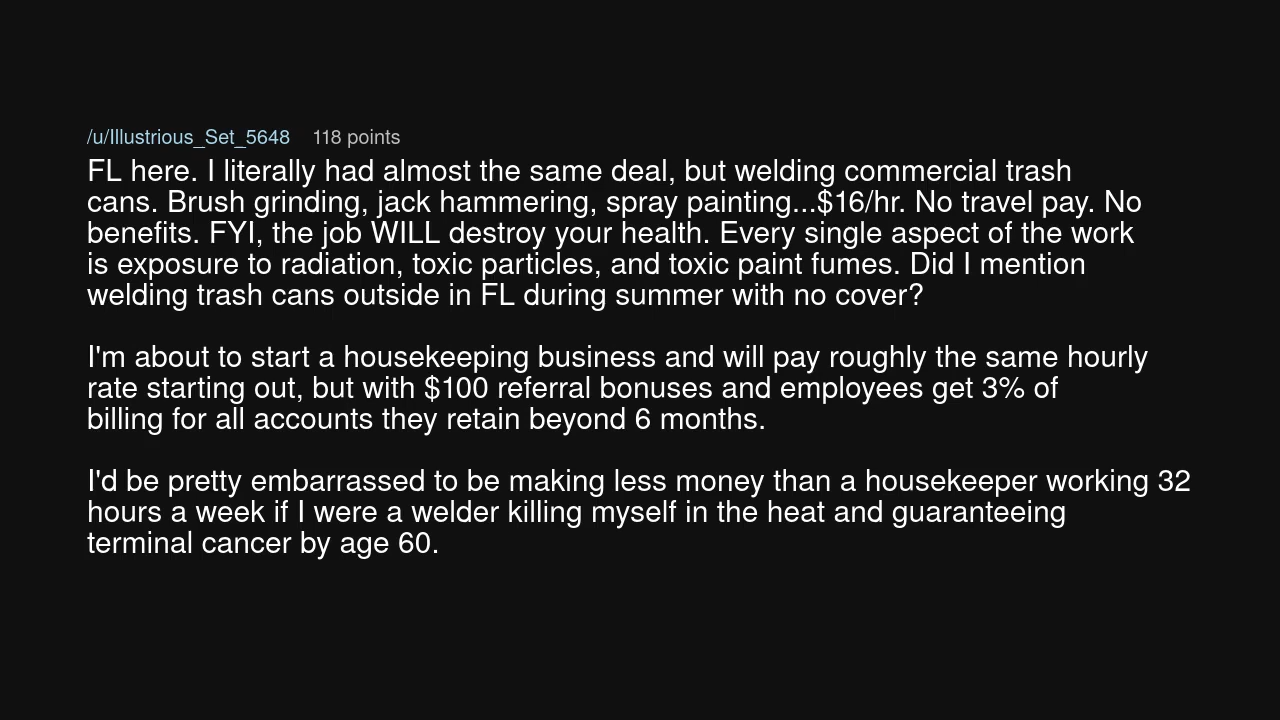 /u/Illustrious_Set_5648 118 points
FL here. I literally had almost the same deal, but welding commercial trash
cans. Brush grinding, jack hammering, spray painting...$16/hr. No travel pay. No
benefits. FYI, the job WILL destroy your health. Every single aspect of the work
is exposure to radiation, toxic particles, and toxic paint fumes. Did I mention
welding trash cans outside in FL during summer with no cover?
I'm about to start a housekeeping business and will pay roughly the same hourly
rate starting out, but with $100 referral bonuses and employees get 3% of
billing for all accounts they retain beyond 6 months.
I'd be pretty embarrassed to be making less money than a housekeeper working 32
hours a week if I were a welder killing myself in the heat and guaranteeing
terminal cancer by age 60.